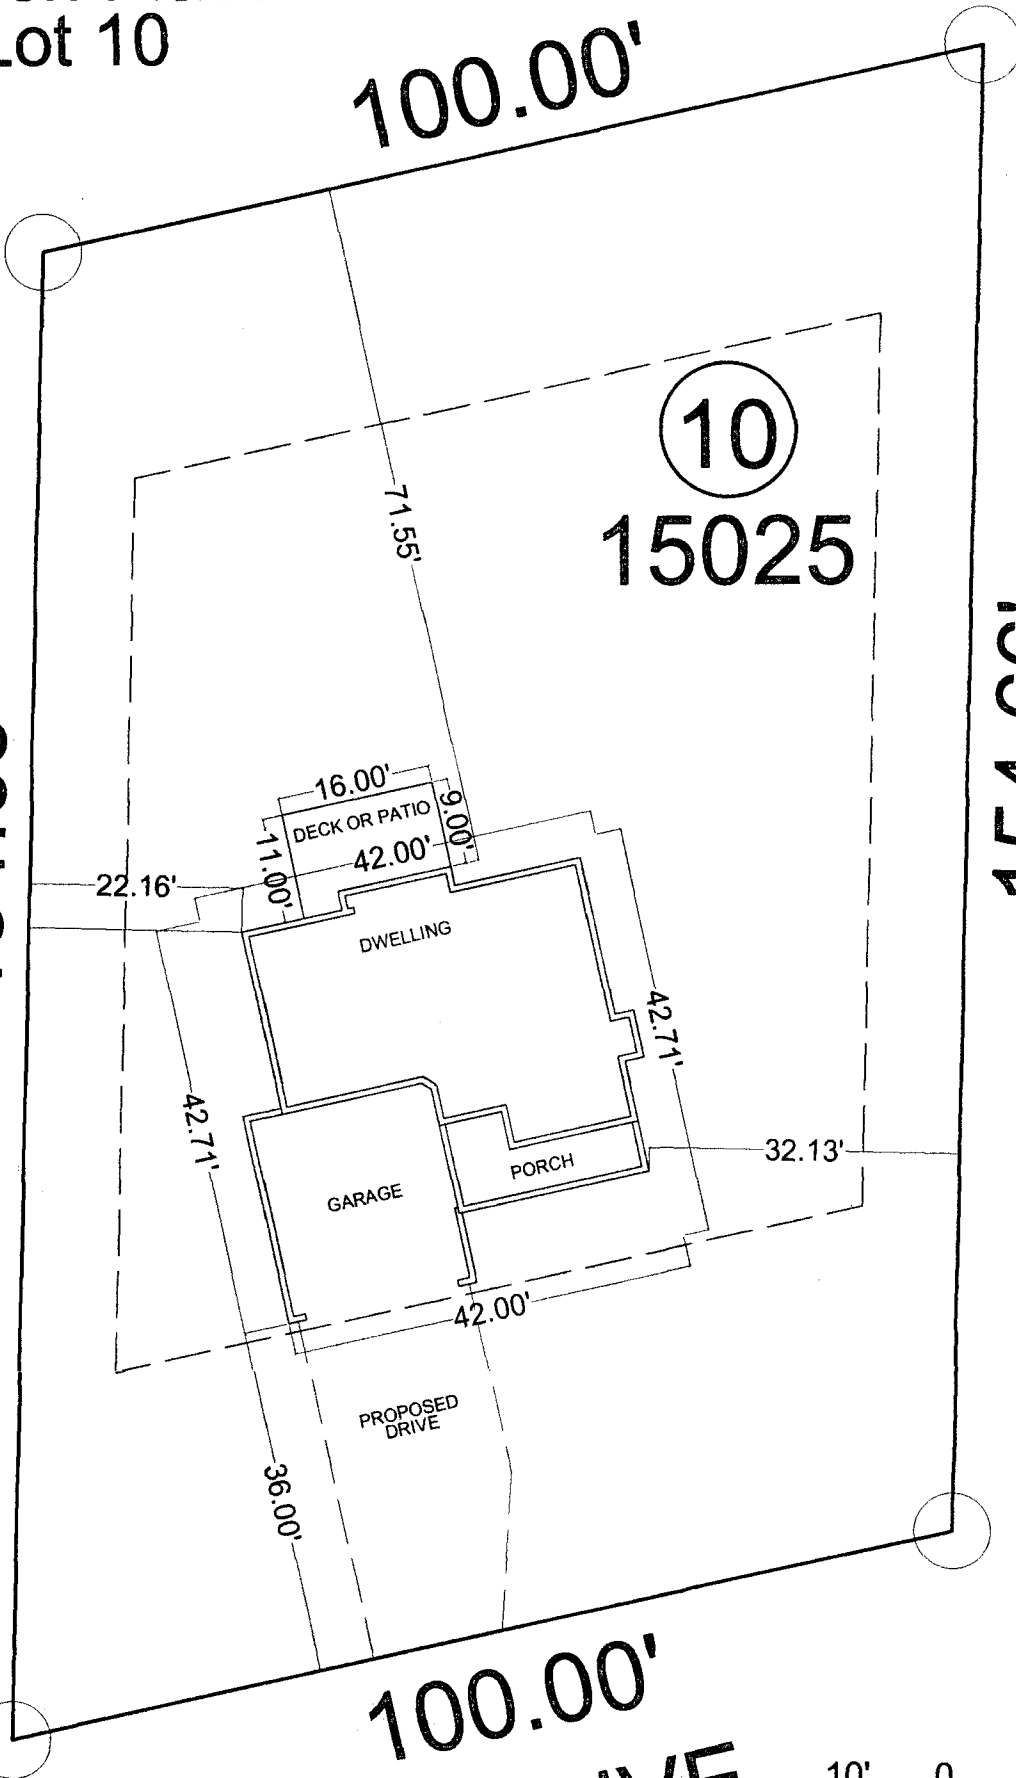 Lot 10
100.00'
10
15025
71.55'
16.00'
DECK OR PATIO
9.00'
11.00'
42.00'
22.16'
DWELLING
42.71'
42.71'
32.13'
PORCH
GARAGE
42.00'
PROPOSED
DRIVE
36.00'
100.00'
10'
0